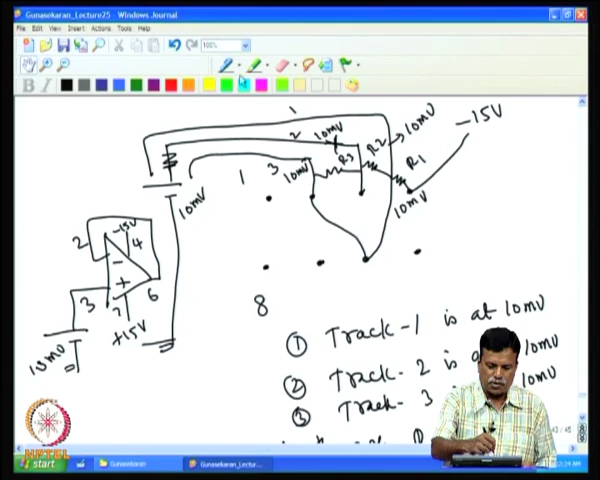 Gunasekaran_Lecture25 - Windows Journal
File Edit View Insert Actions Tools Help
100%
B I
1
2
10mV
10mV
-15V
R3
R2
R1
10mV
10mV
1
3
10mV
2
-15V
4
-
+
3
7
6
+15V
10mV
8
① Track-1 is at 10mV
② Track-2 is 10mV
③ Track-3 10mV
NPTEL
start
Gunasekaran
Gunasekaran_Lectur...